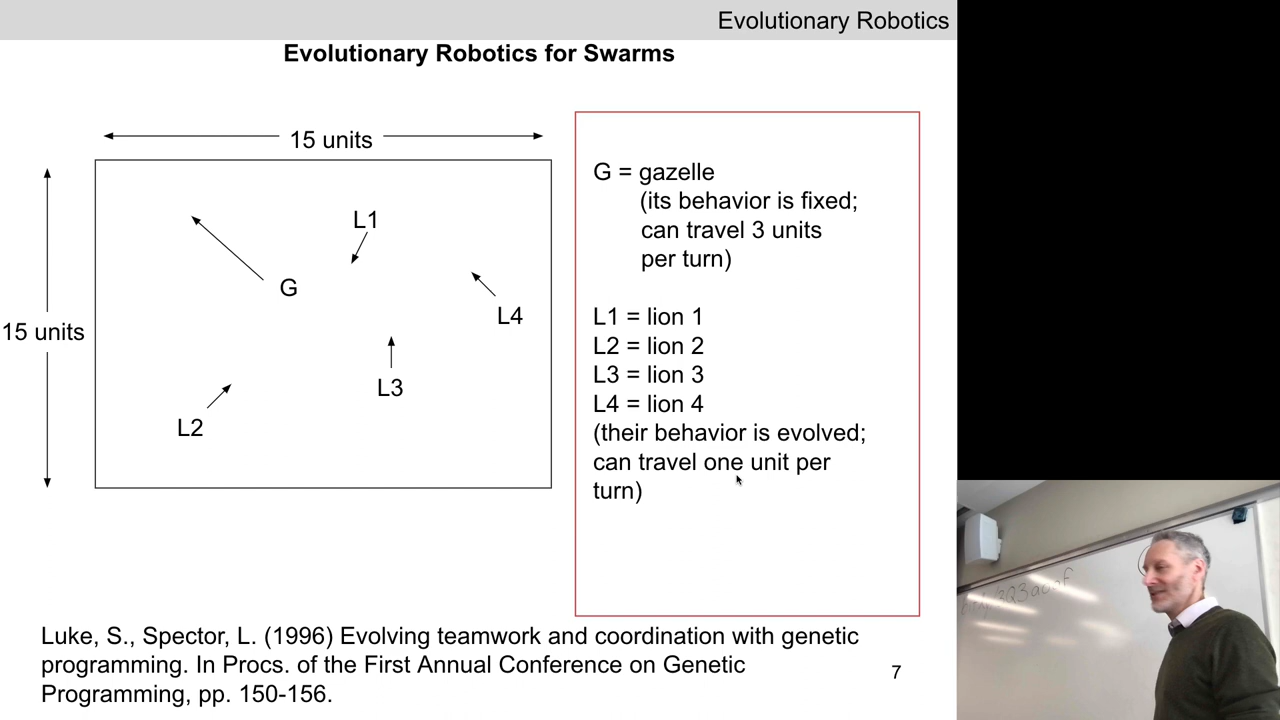 Evolutionary Robotics
Evolutionary Robotics for Swarms
15 units
15 units
G
L1
L2
L3
L4
G = gazelle
(its behavior is fixed;
can travel 3 units
per turn)
L1 = lion 1
L2 = lion 2
L3 = lion 3
L4 = lion 4
(their behavior is evolved;
can travel one unit per
turn)
Luke, S., Spector, L. (1996) Evolving teamwork and coordination with genetic
programming. In Procs. of the First Annual Conference on Genetic
Programming, pp. 150-156.
7